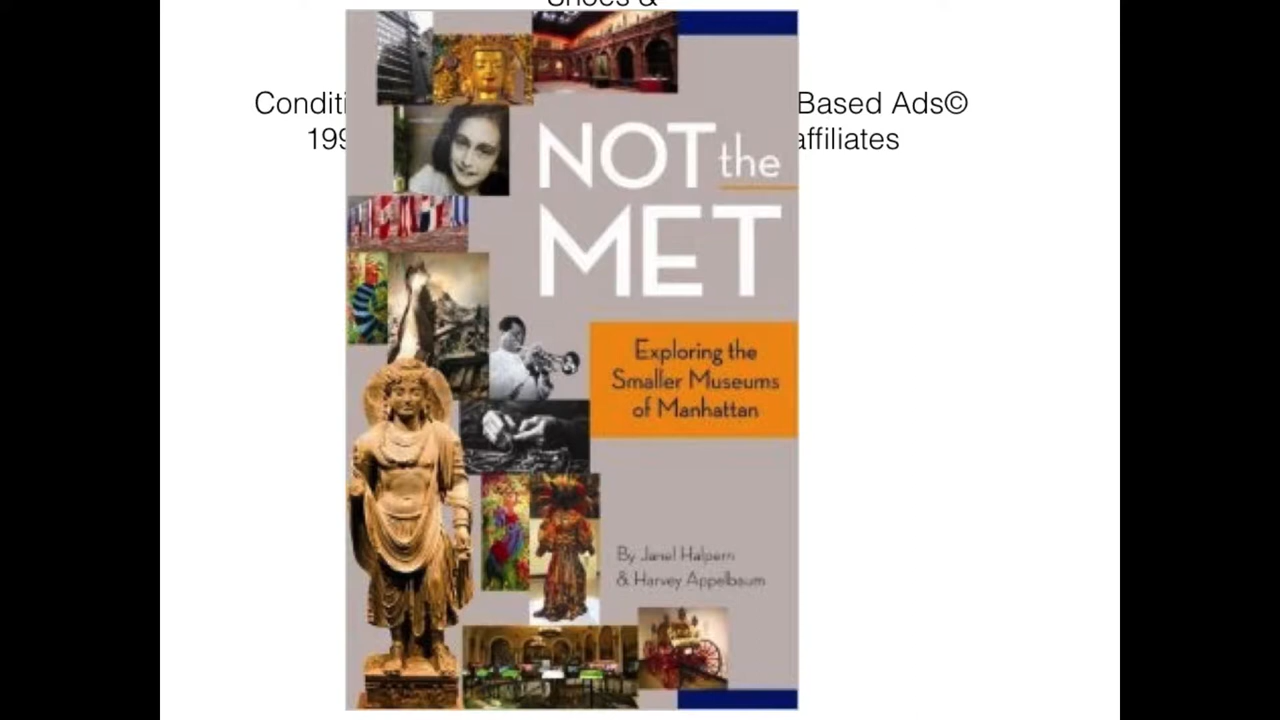 Shoes &
Conditi
Based Ads©
199
affiliates
NOT the
MET
Exploring the
Smaller Museums
of Manhattan
By Janel Halpern
& Harvey Appelbaum